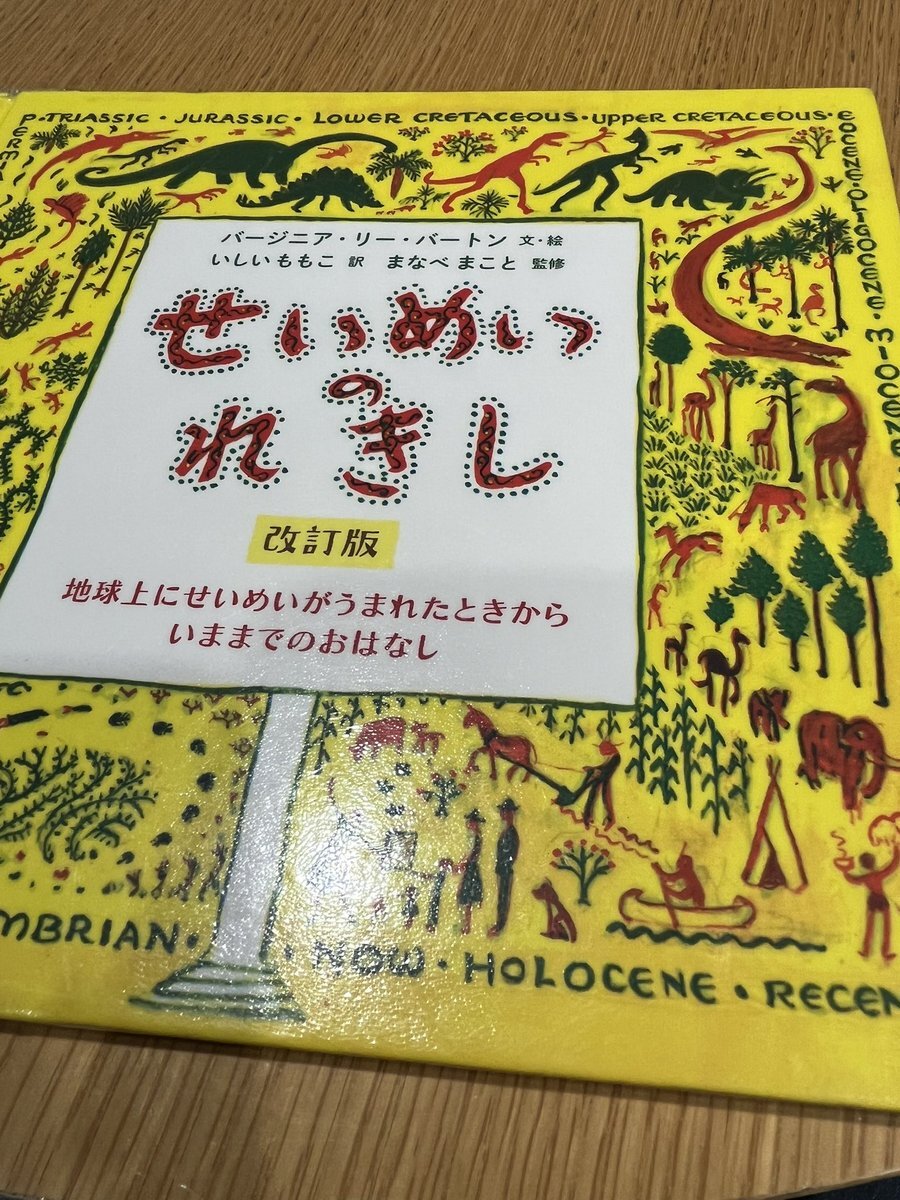 P·TRIASSIC · JURASSIC · LOWER CRETACEOUS · UPPER CRETACEOUS ·
EOCENE · OLIGOCENE · MIOCENE
バージニア・リー・バートン 文・絵
いしいももこ 訳 まなべ まこと 監修
せいめい
の
れきし
改訂版
地球上にせいめいがうまれたときから
いままでのおはなし
· NOW · HOLOCENE ·